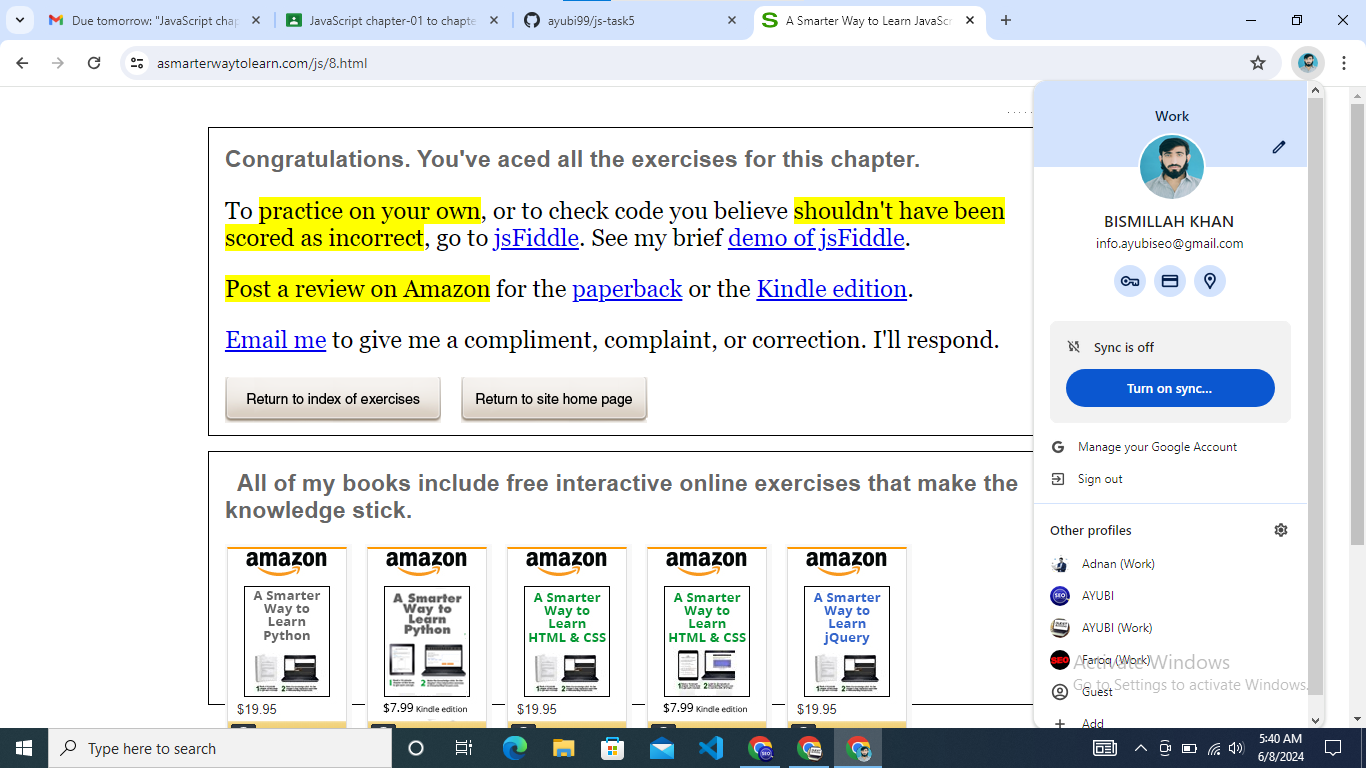 Due tomorrow: "JavaScript chap
JavaScript chapter-01 to chapte
ayubi99/js-task5
A Smarter Way to Learn JavaScr
asmarterwaytolearn.com/js/8.html
Congratulations. You've aced all the exercises for this chapter.
To practice on your own, or to check code you believe shouldn't have been
scored as incorrect, go to jsFiddle. See my brief demo of jsFiddle.
Post a review on Amazon for the paperback or the Kindle edition.
Email me to give me a compliment, complaint, or correction. I'll respond.
Return to index of exercises
Return to site home page
All of my books include free interactive online exercises that make the
knowledge stick.
amazon
A Smarter
Way to
Learn
Python
$19.95
amazon
A Smarter
Way to
Learn
Python
$7.99 Kindle edition
amazon
A Smarter
Way to
Learn
HTML & CSS
$19.95
amazon
A Smarter
Way to
Learn
HTML & CSS
$7.99 Kindle edition
amazon
A Smarter
Way to
Learn
jQuery
$19.95
Work
BISMILLAH KHAN
info.ayubiseo@gmail.com
Sync is off
Turn on sync...
Manage your Google Account
Sign out
Other profiles
Adnan (Work)
SEO
AYUBI
AYUBI (Work)
SEO
Faroq (Work)
Guest
Add
Activate Windows
Go to Settings to activate Windows.
Type here to search
5:40 AM
6/8/2024